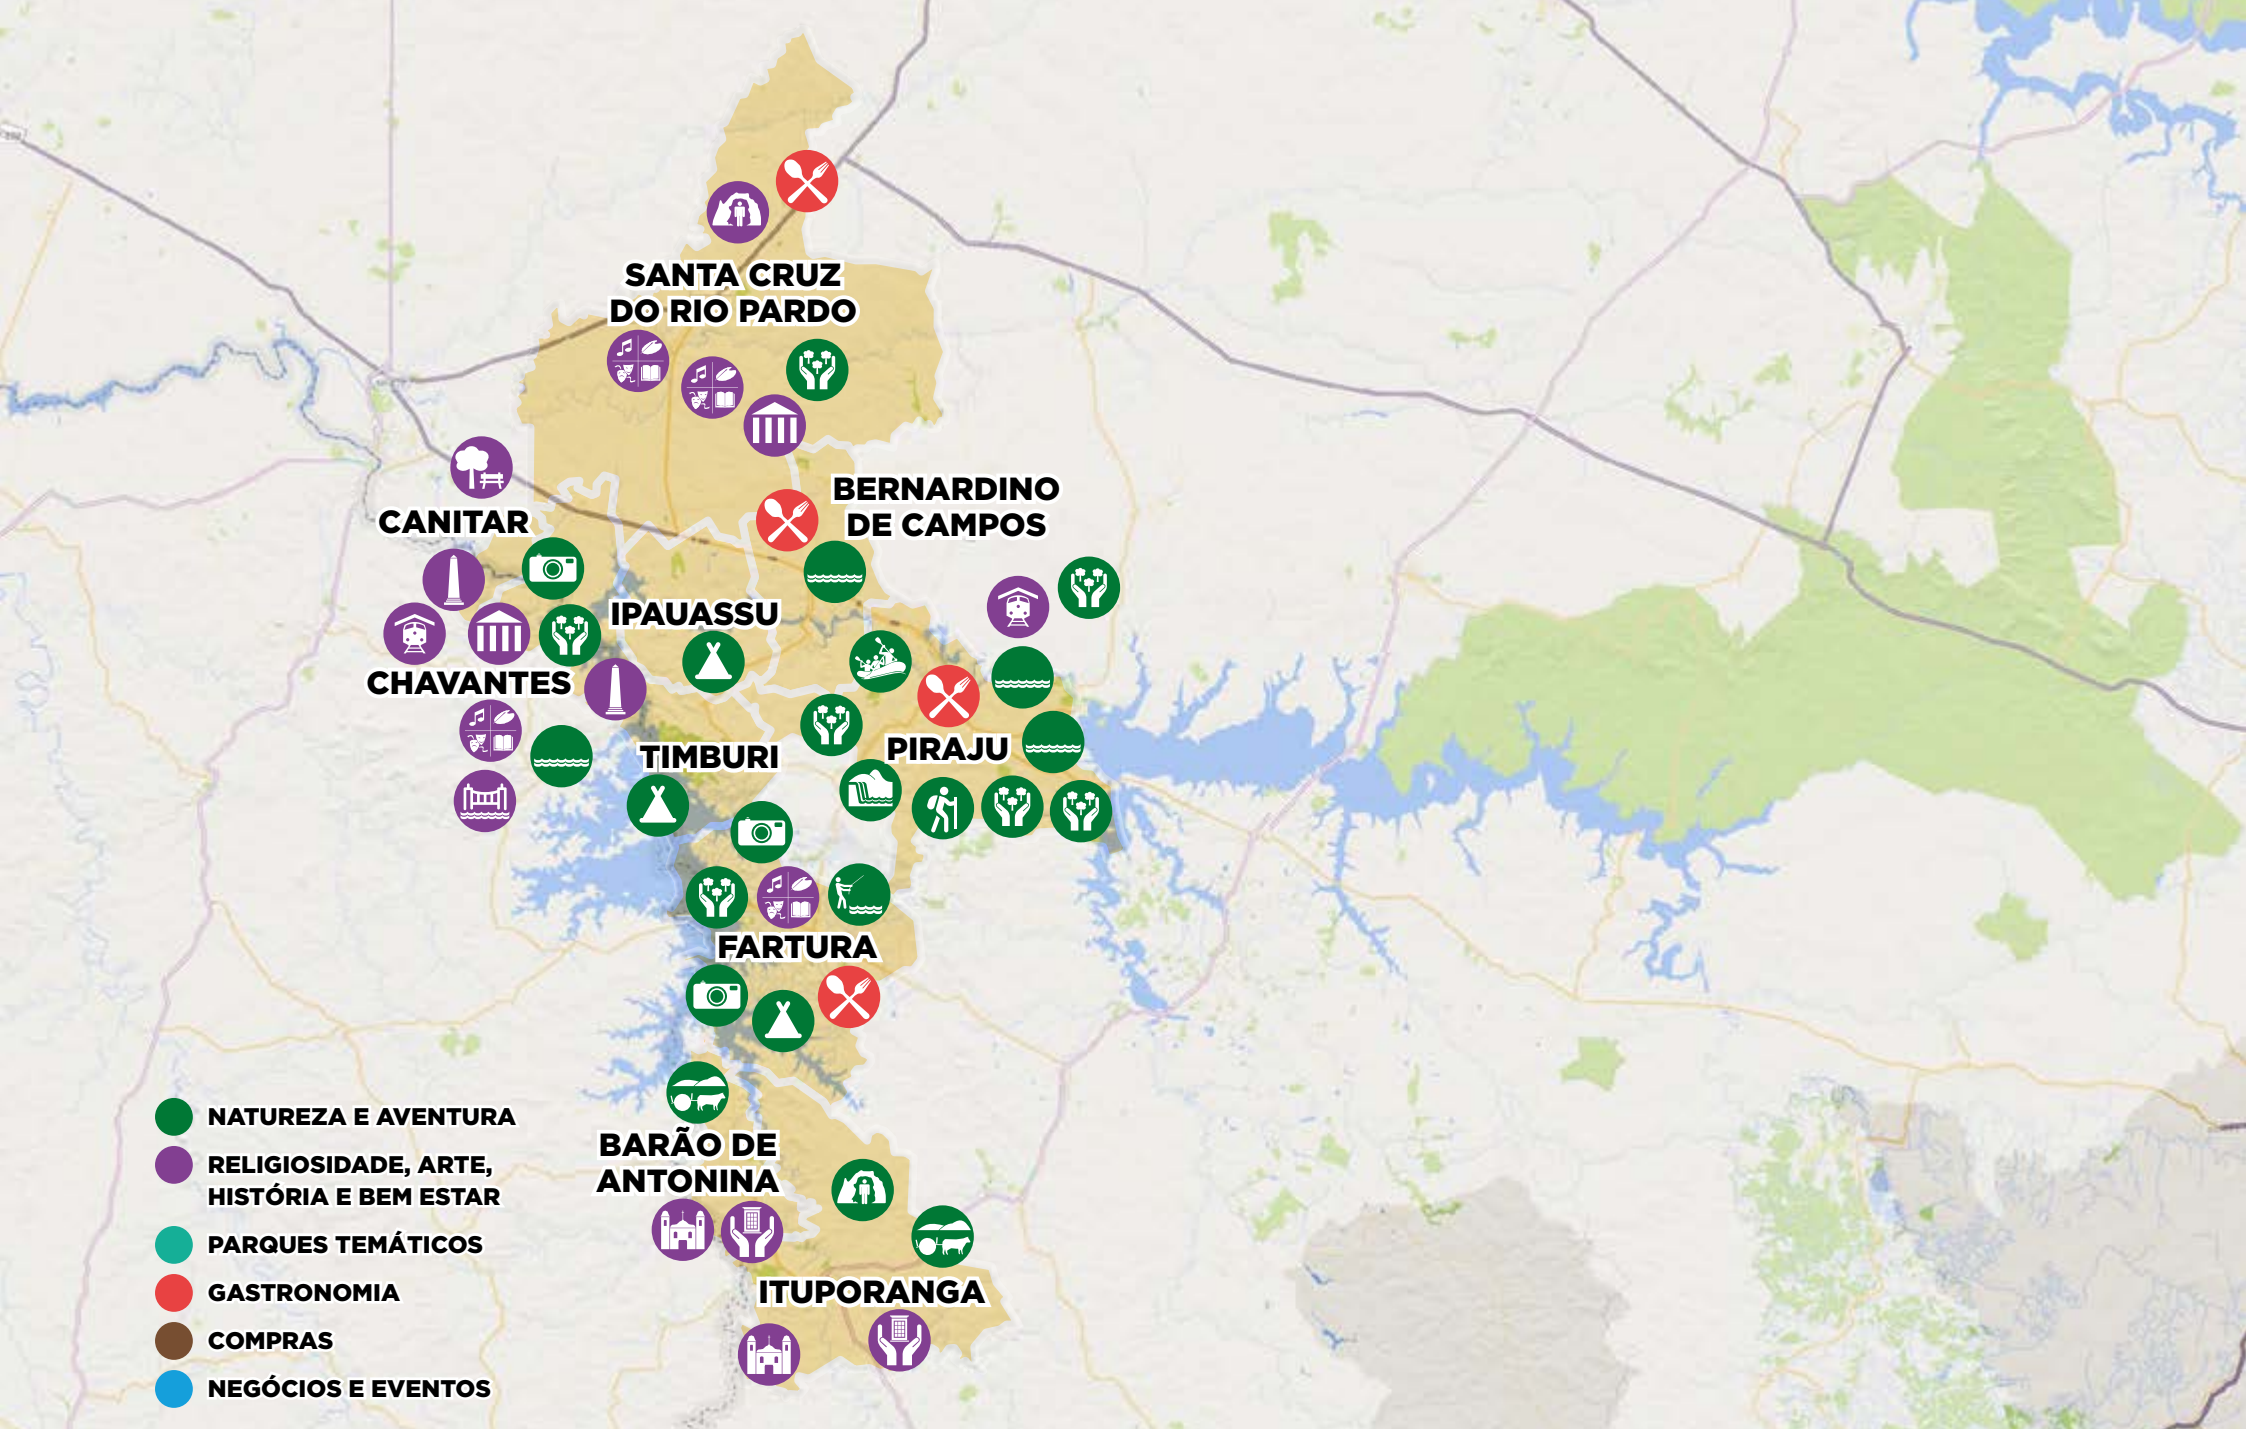 SANTA CRUZ
DO RIO PARDO
BERNARDINO
DE CAMPOS
CANITAR
IPAUASSU
CHAVANTES
TIMBURI
PIRAJU
FARTURA
BARÃO DE
ANTONINA
ITUPORANGA
NATUREZA E AVENTURA
RELIGIOSIDADE, ARTE,
HISTÓRIA E BEM ESTAR
PARQUES TEMÁTICOS
GASTRONOMIA
COMPRAS
NEGÓCIOS E EVENTOS